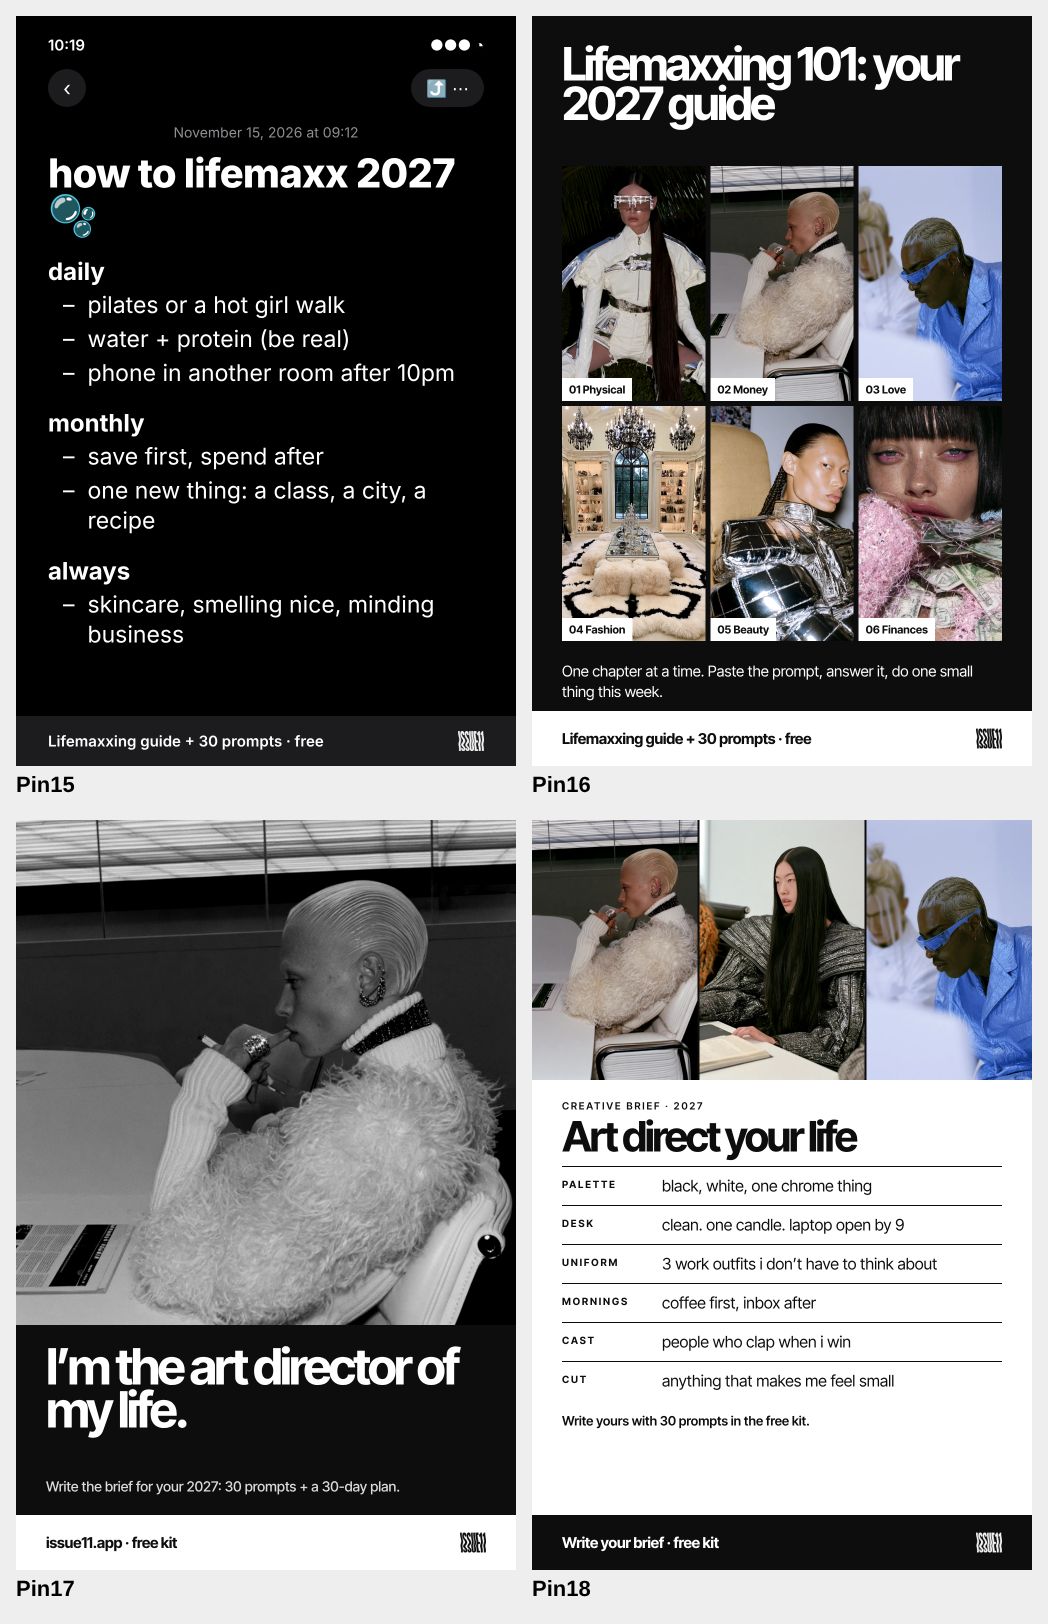 10:19
November 15, 2026 at 09:12
how to lifemaxx 2027
daily
– pilates or a hot girl walk
– water + protein (be real)
– phone in another room after 10pm
monthly
– save first, spend after
– one new thing: a class, a city, a
recipe
always
– skincare, smelling nice, minding
business
Lifemaxxing guide + 30 prompts · free
ISSUE11
Pin15
Lifemaxxing 101: your
2027 guide
01 Physical
02 Money
03 Love
04 Fashion
05 Beauty
06 Finances
One chapter at a time. Paste the prompt, answer it, do one small
thing this week.
Lifemaxxing guide + 30 prompts · free
ISSUE11
Pin16
I’m the art director of
my life.
Write the brief for your 2027: 30 prompts + a 30-day plan.
issue11.app · free kit
ISSUE11
Pin17
CREATIVE BRIEF · 2027
Art direct your life
PALETTE black, white, one chrome thing
DESK clean. one candle. laptop open by 9
UNIFORM 3 work outfits i don’t have to think about
MORNINGS coffee first, inbox after
CAST people who clap when i win
CUT anything that makes me feel small
Write yours with 30 prompts in the free kit.
Write your brief · free kit
ISSUE11
Pin18